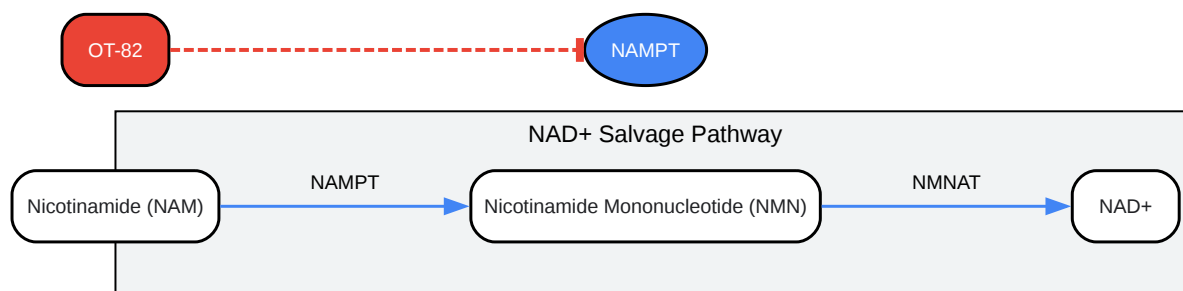 OT-82
NAMPT
NAD+ Salvage Pathway
NAMPT
NMNAT
Nicotinamide (NAM)
Nicotinamide Mononucleotide (NMN)
NAD+